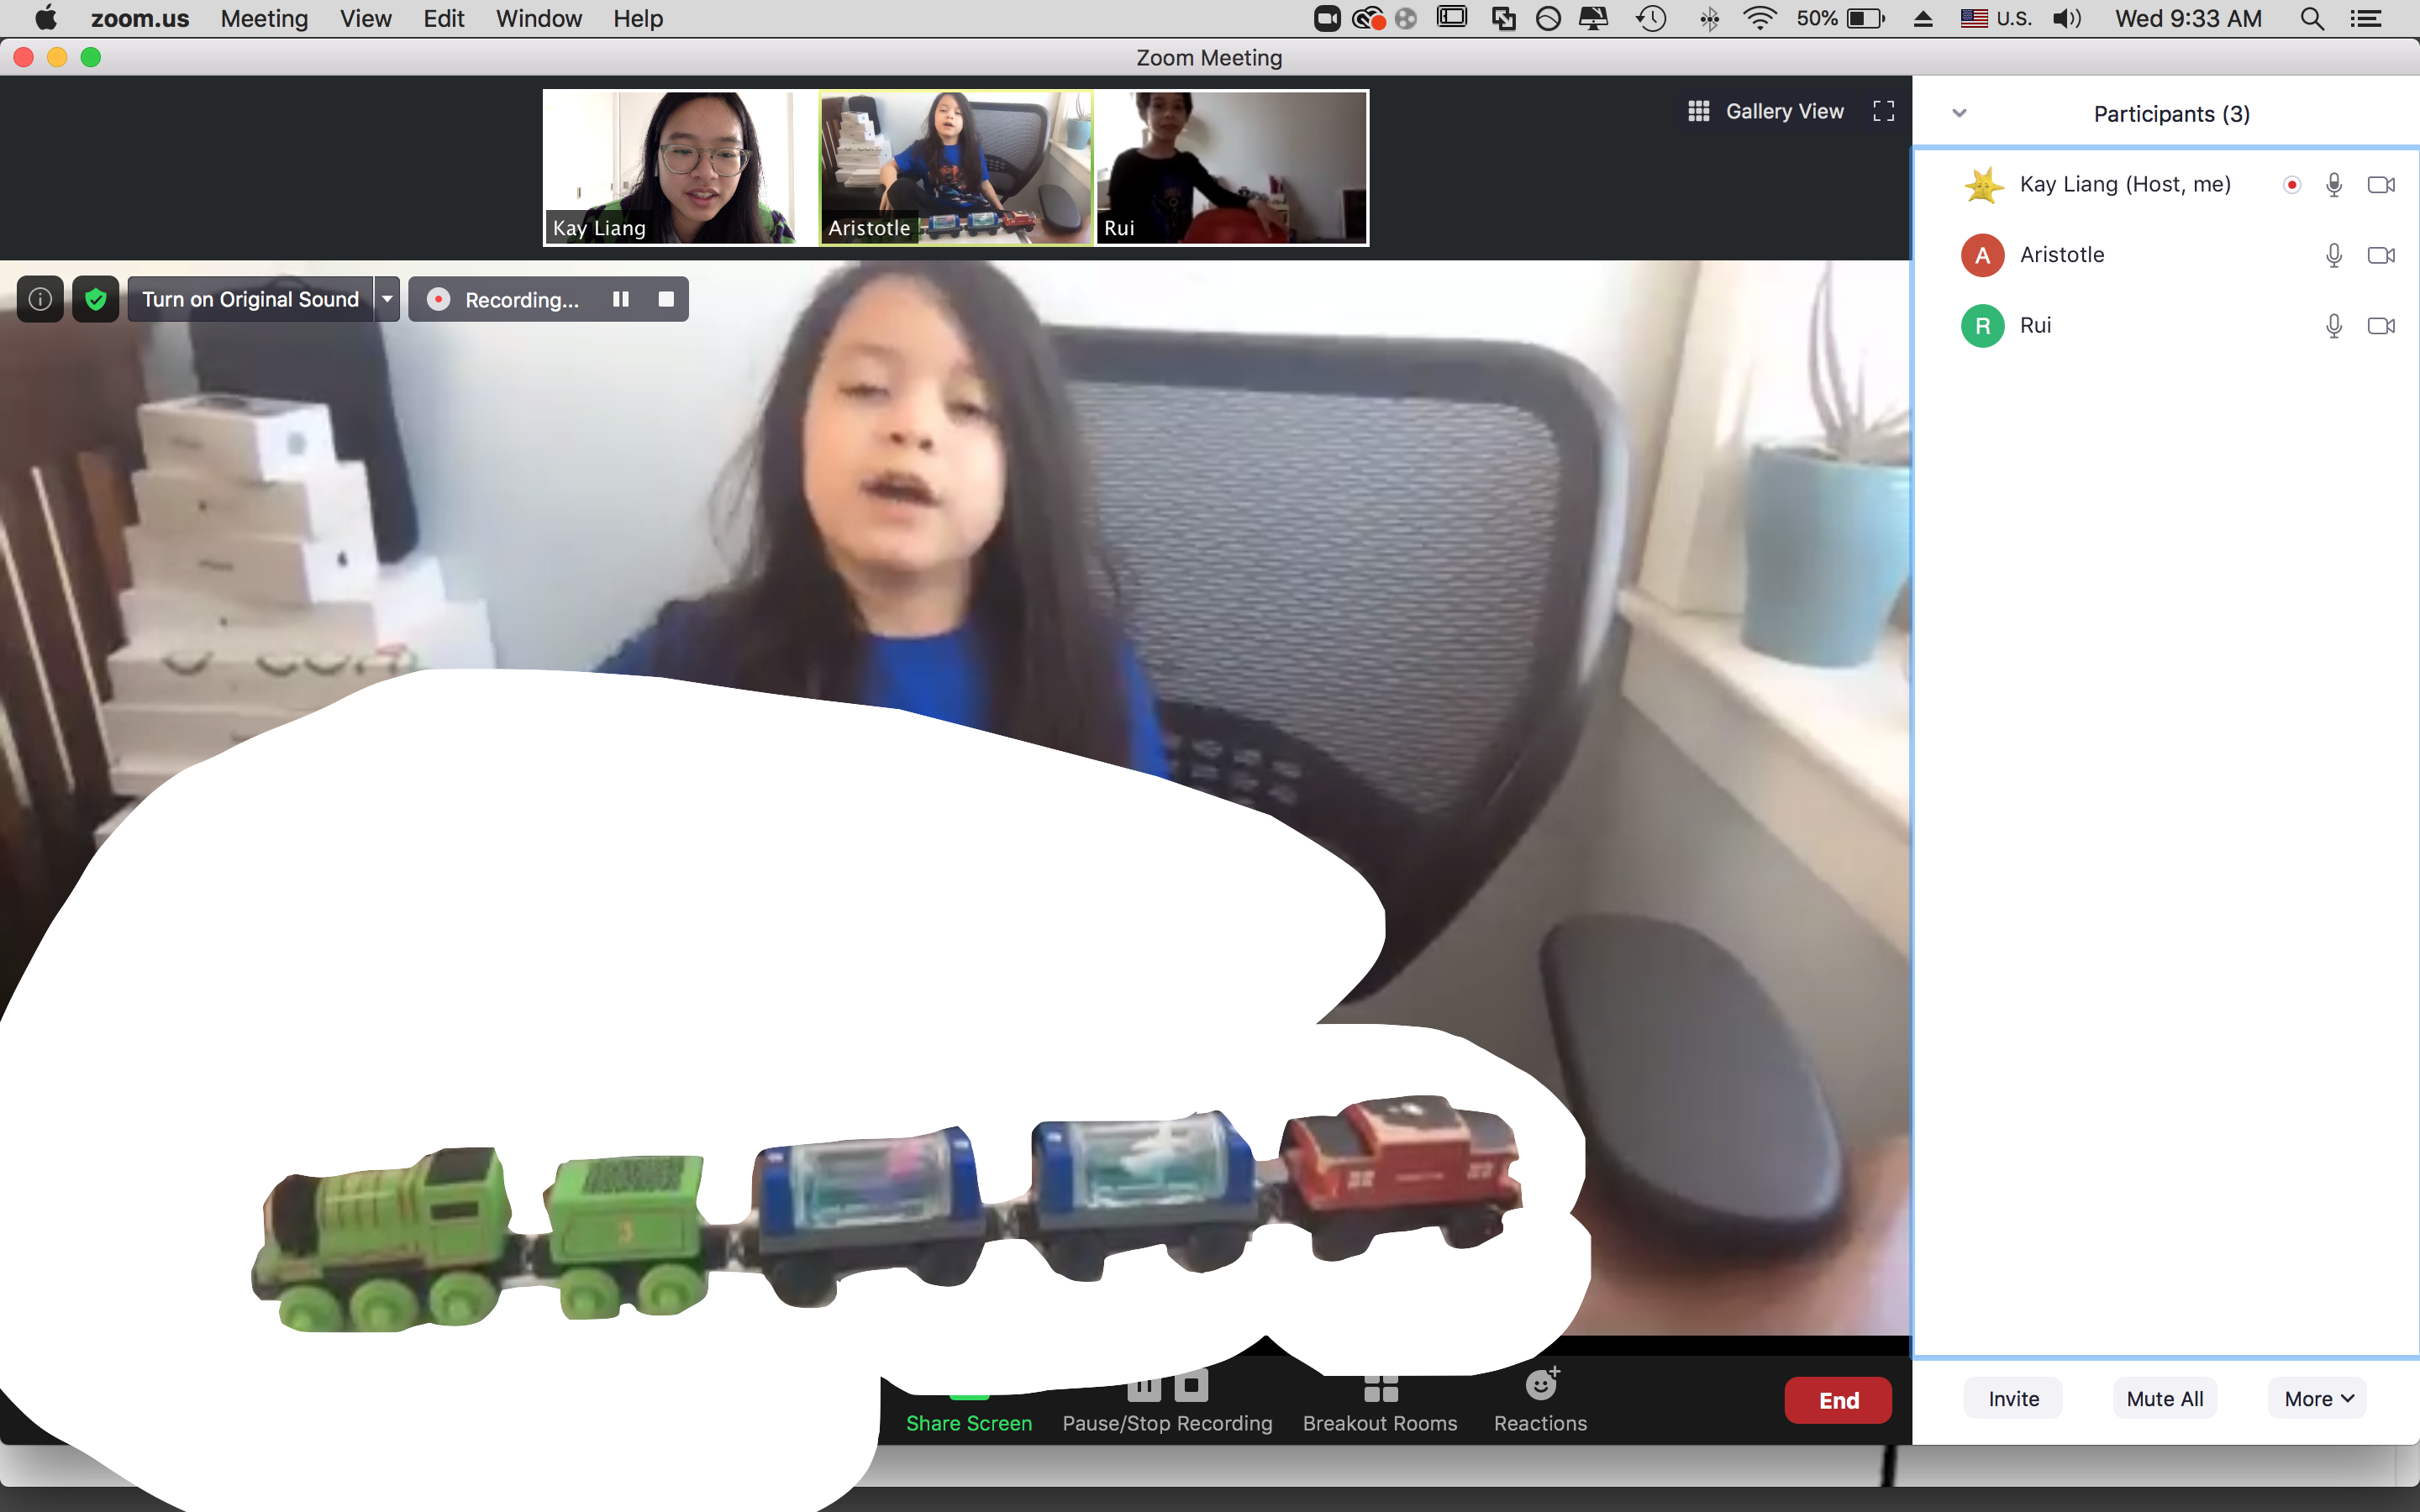 zoom.us Meeting View Edit Window Help 50% U.S. Wed 9:33 AM
Zoom Meeting
Kay Liang
Aristotle
Rui
Gallery View
Turn on Original Sound
Recording...
Participants (3)
Kay Liang (Host, me)
A Aristotle
R Rui
Share Screen
Pause/Stop Recording
Breakout Rooms
Reactions
End
Invite
Mute All
More